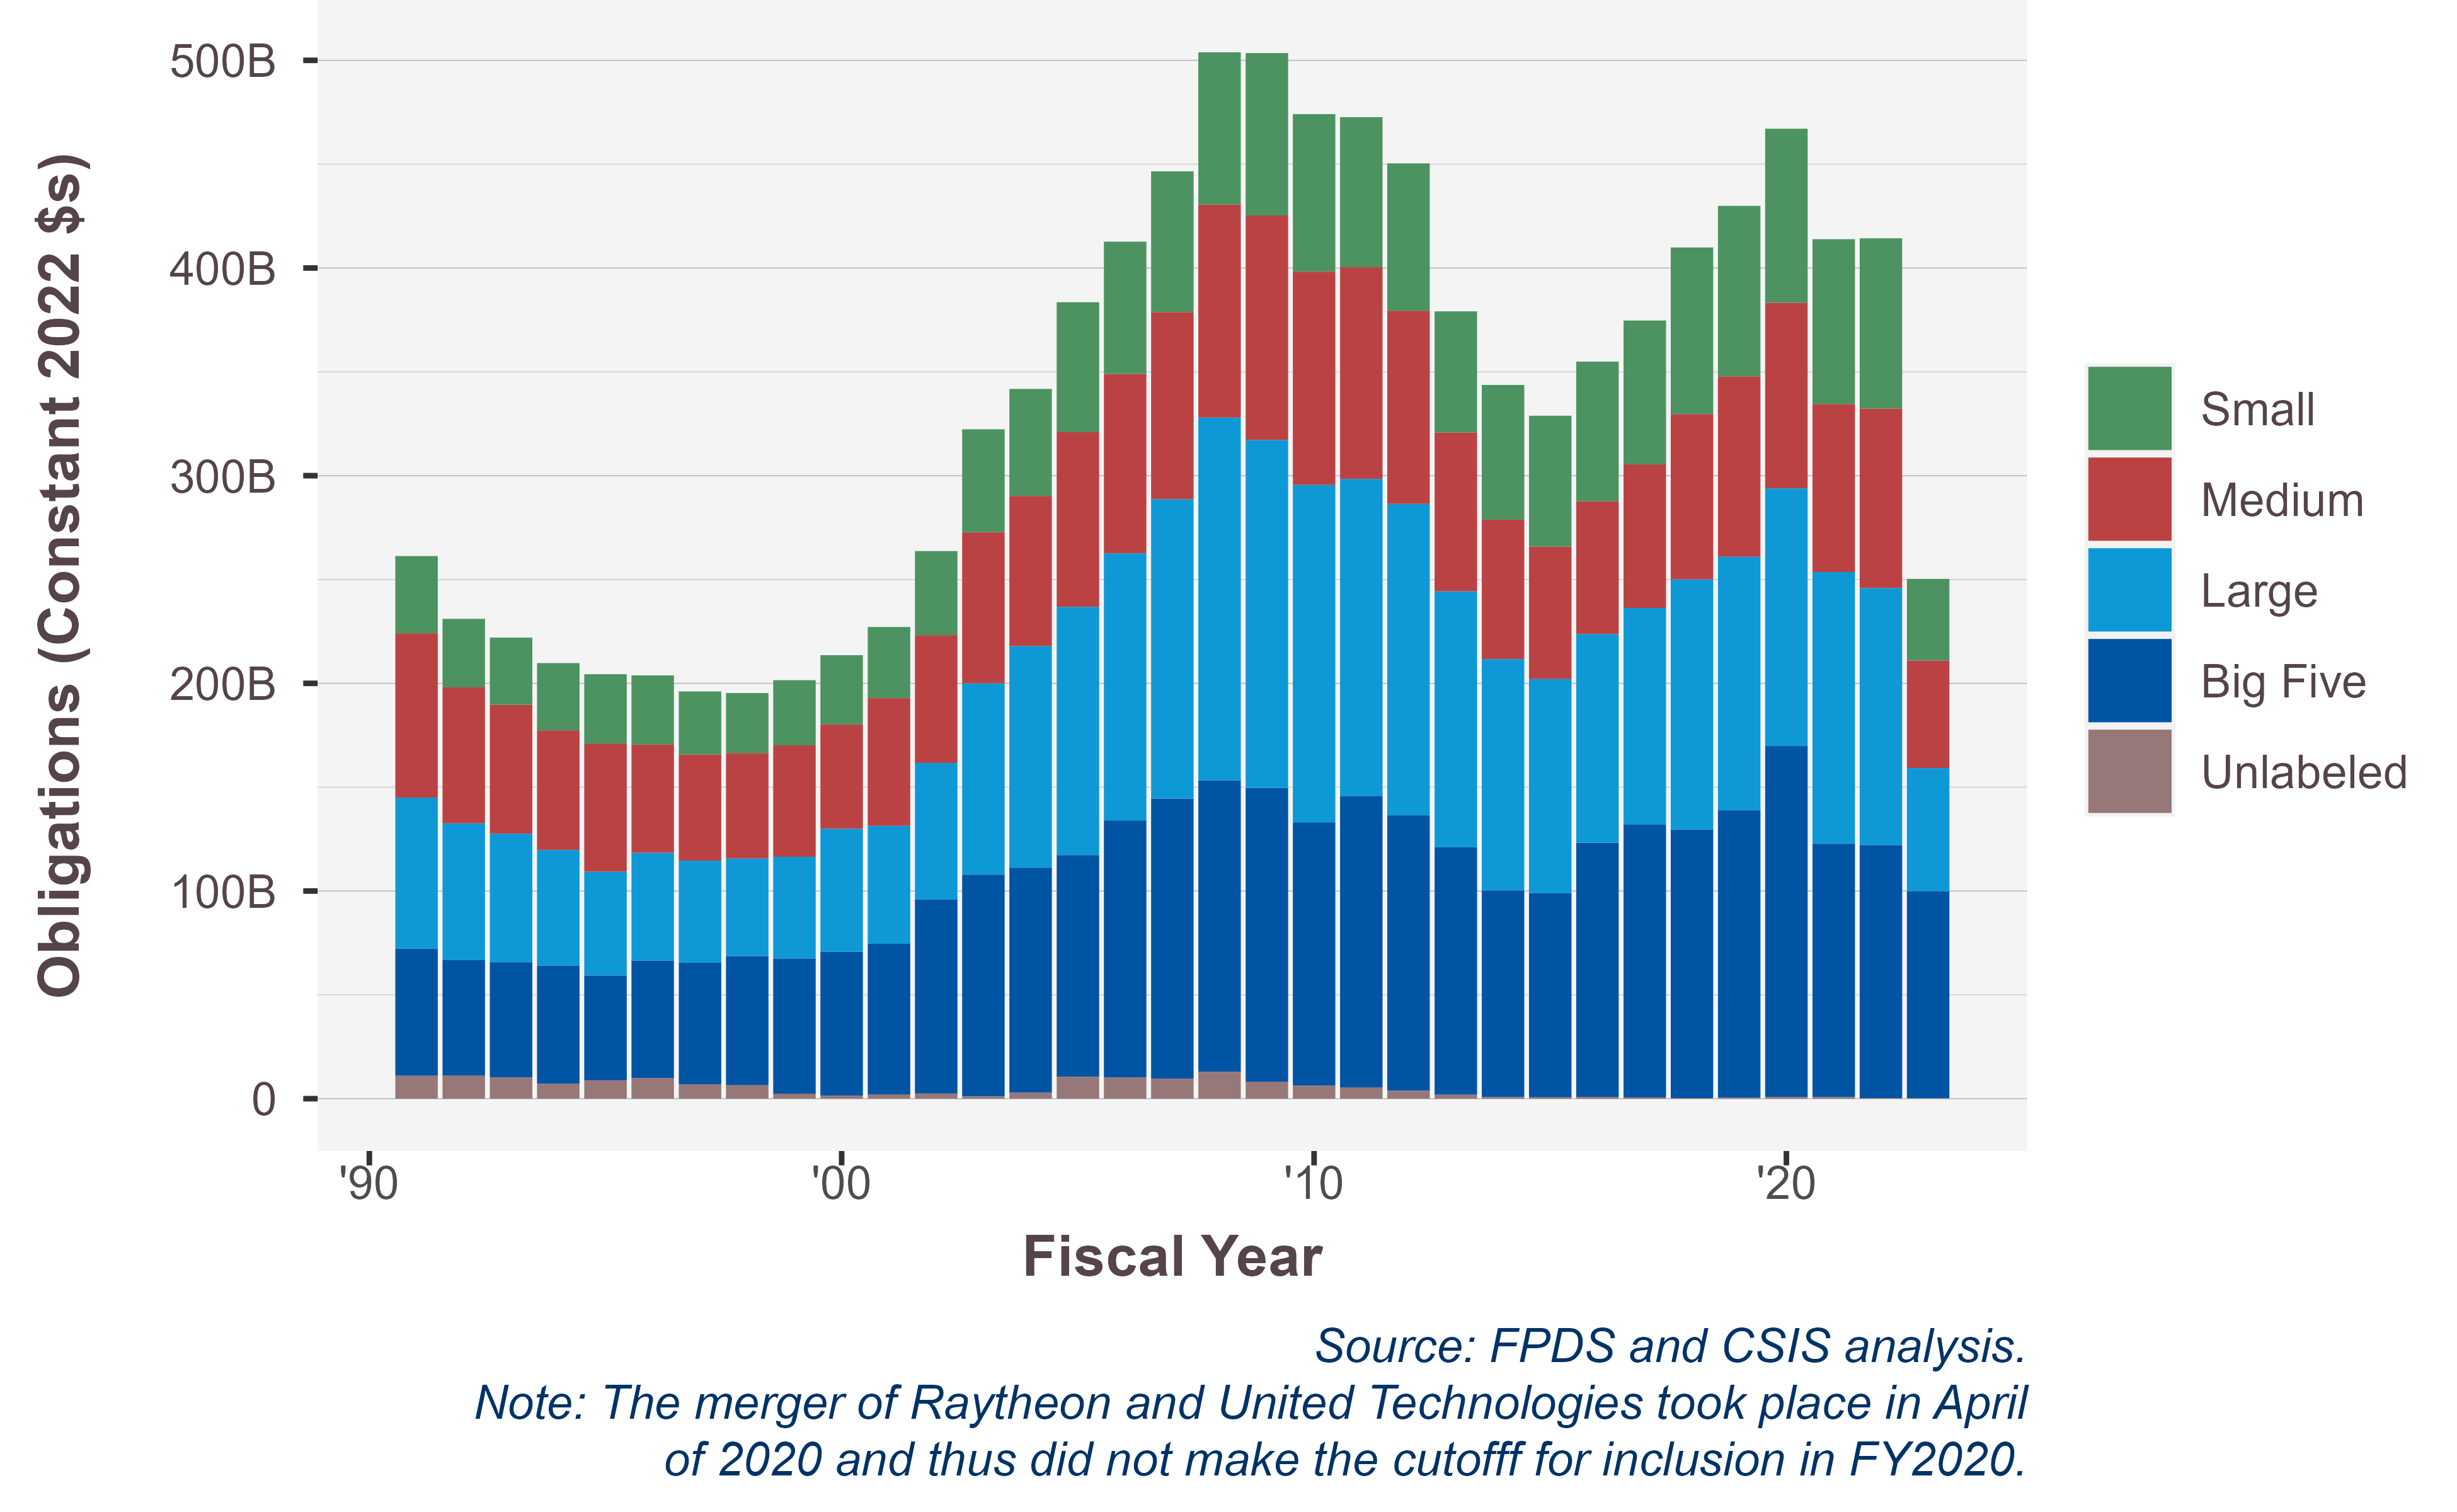 Obligations (Constant 2022 $s)
500B
400B
300B
200B
100B
0
'90
'00
'10
'20
Fiscal Year
Small
Medium
Large
Big Five
Unlabeled
Source: FPDS and CSIS analysis.
Note: The merger of Raytheon and United Technologies took place in April
of 2020 and thus did not make the cutofff for inclusion in FY2020.